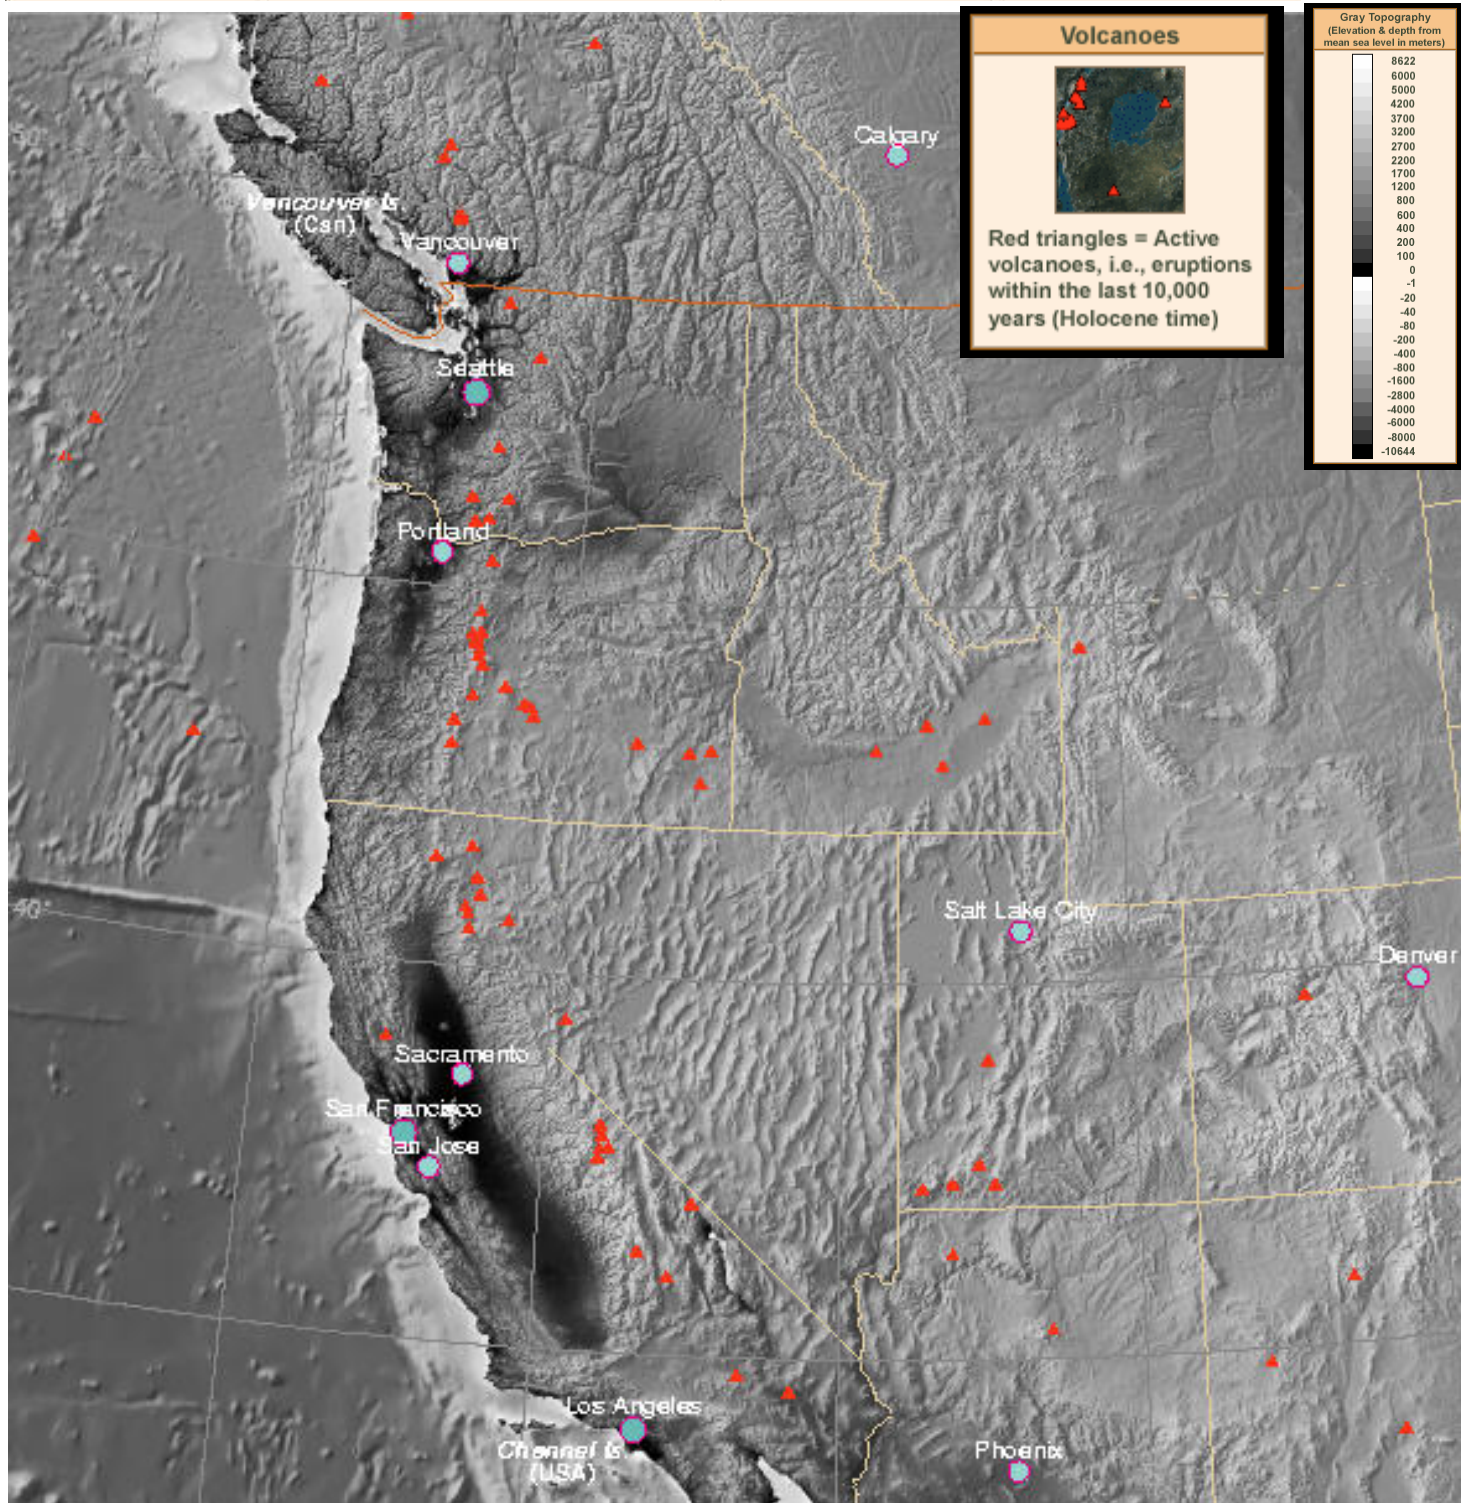 Volcanoes
Red triangles = Active
volcanoes, i.e., eruptions
within the last 10,000
years (Holocene time)
Gray Topography
(Elevation & depth from
mean sea level in meters)
8622
6000
5000
4200
3700
3200
2700
2200
1700
1200
800
600
400
200
100
0
-1
-20
-40
-80
-200
-400
-800
-1600
-2800
-4000
-6000
-8000
-10644
Calgary
Vancouver Is
(Can)
Vancouver
Seattle
Portland
40°
Salt Lake City
Denver
Sacramento
San Francisco
San Jose
Los Angeles
Channel Is
(USA)
Phoenix